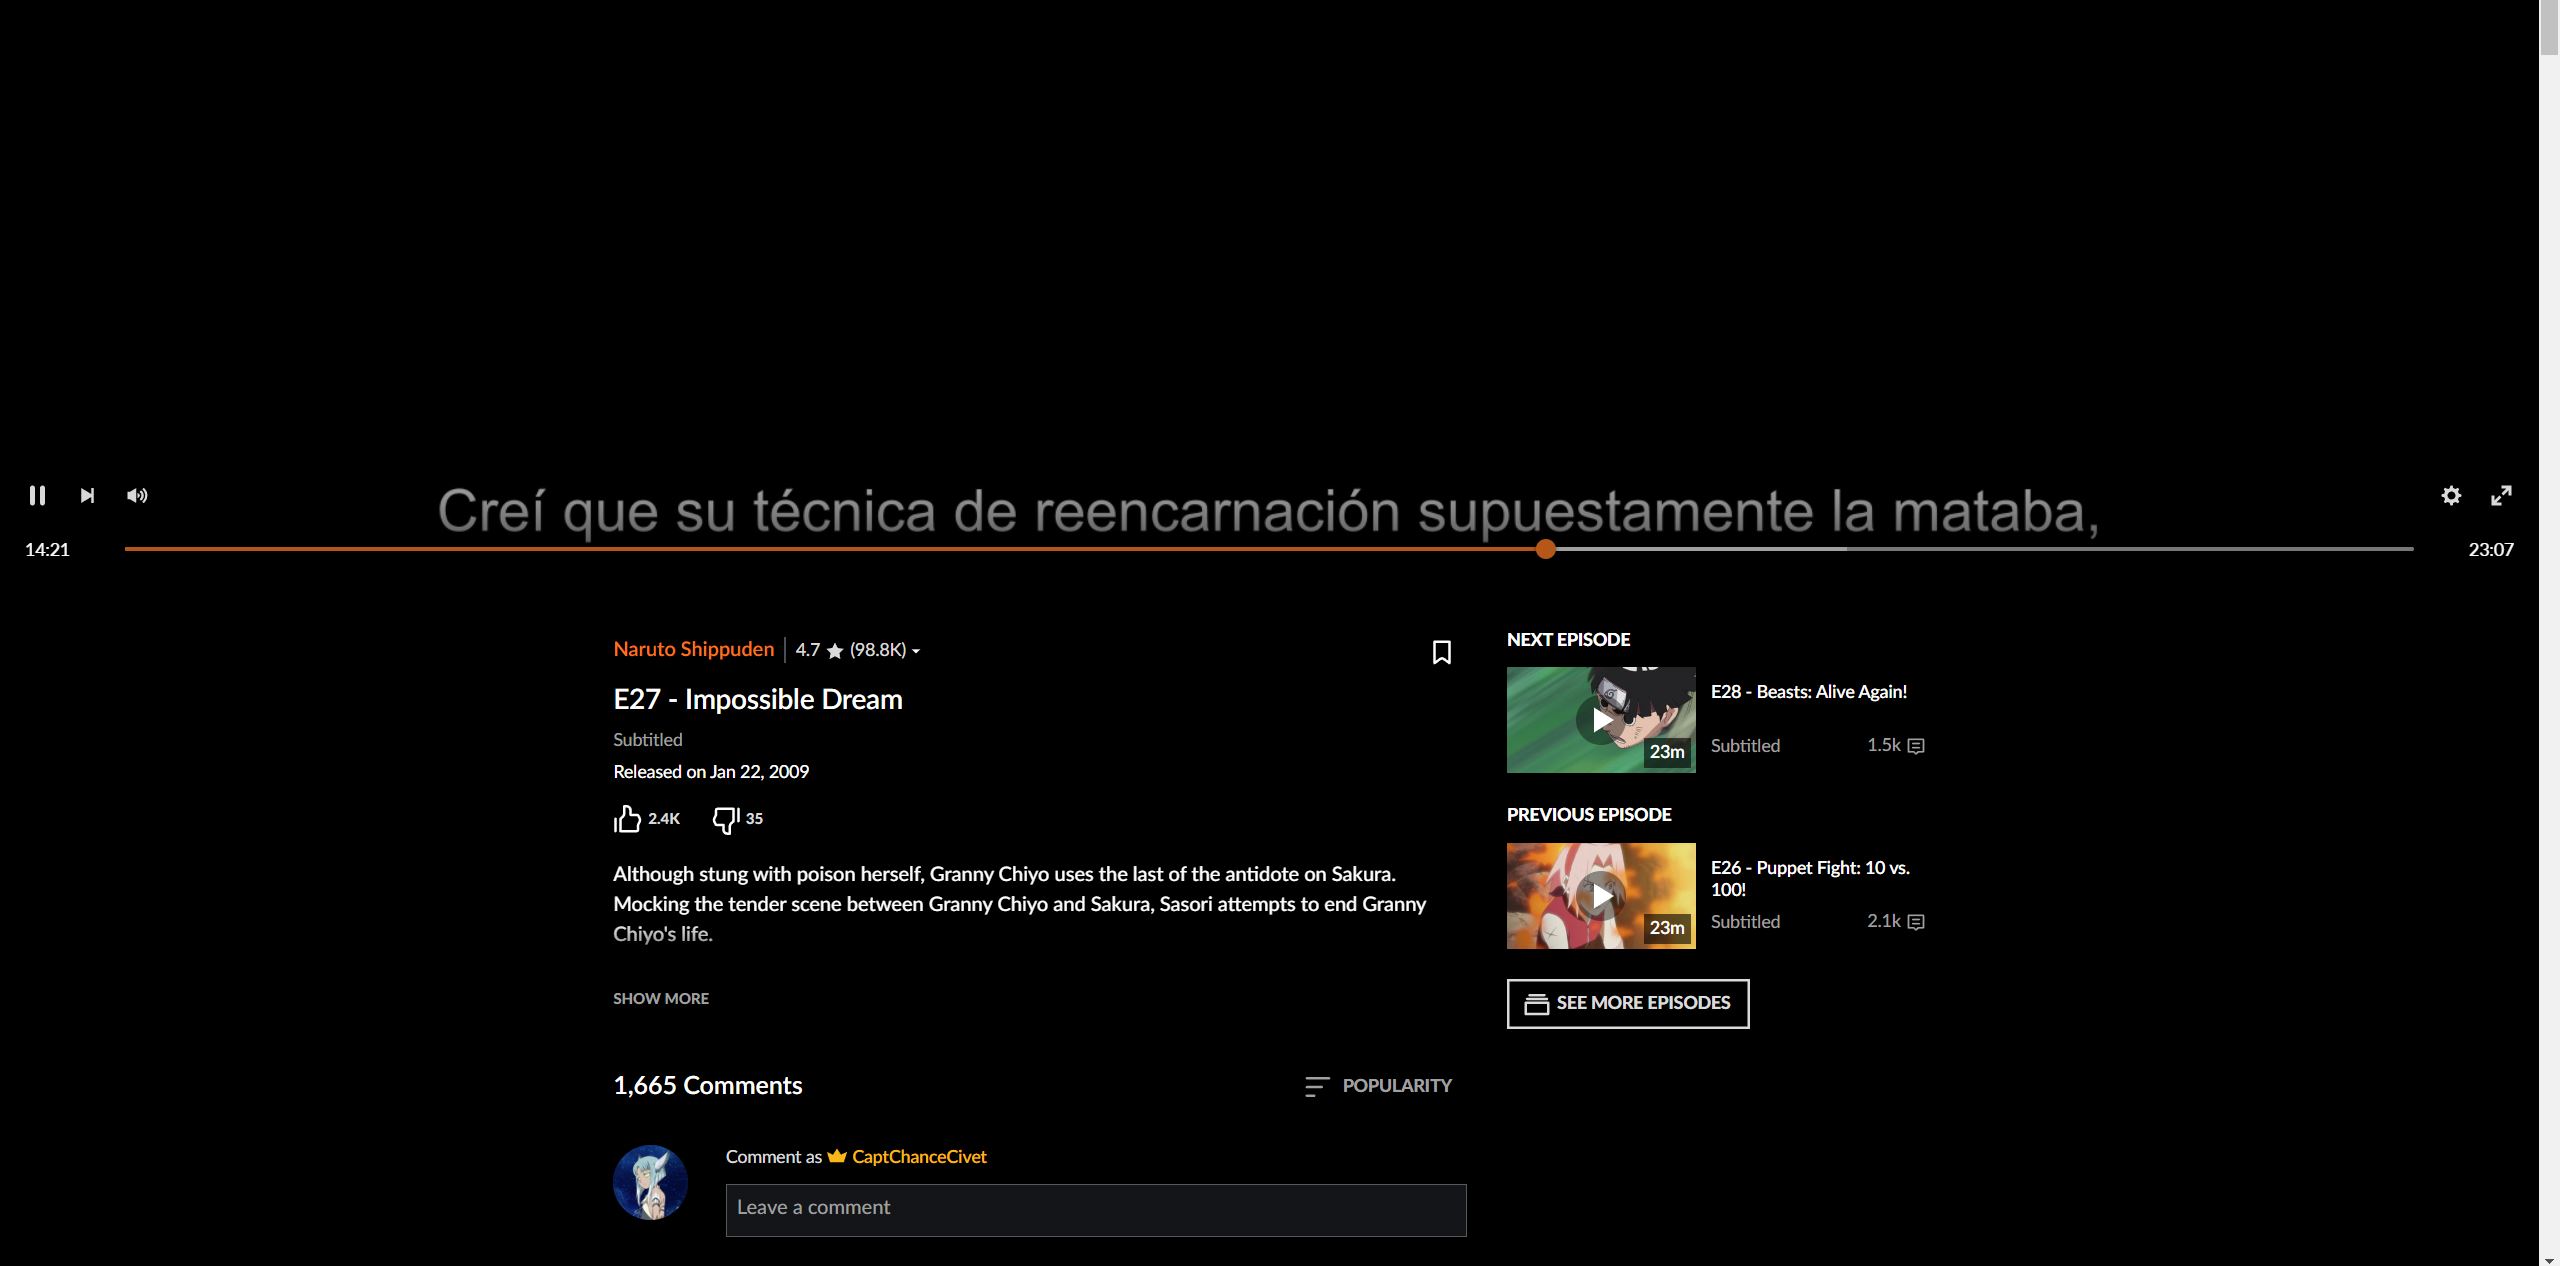 Creí que su técnica de reencarnación supuestamente la mataba,
14:21
23:07
Naruto Shippuden
4.7 (98.8K)
E27 - Impossible Dream
Subtitled
Released on Jan 22, 2009
2.4K
35
Although stung with poison herself, Granny Chiyo uses the last of the antidote on Sakura.
Mocking the tender scene between Granny Chiyo and Sakura, Sasori attempts to end Granny
Chiyo's life.
SHOW MORE
1,665 Comments
POPULARITY
Comment as CaptChanceCivet
Leave a comment
NEXT EPISODE
23m
E28 - Beasts: Alive Again!
Subtitled
1.5k
PREVIOUS EPISODE
23m
E26 - Puppet Fight: 10 vs.
100!
Subtitled
2.1k
SEE MORE EPISODES